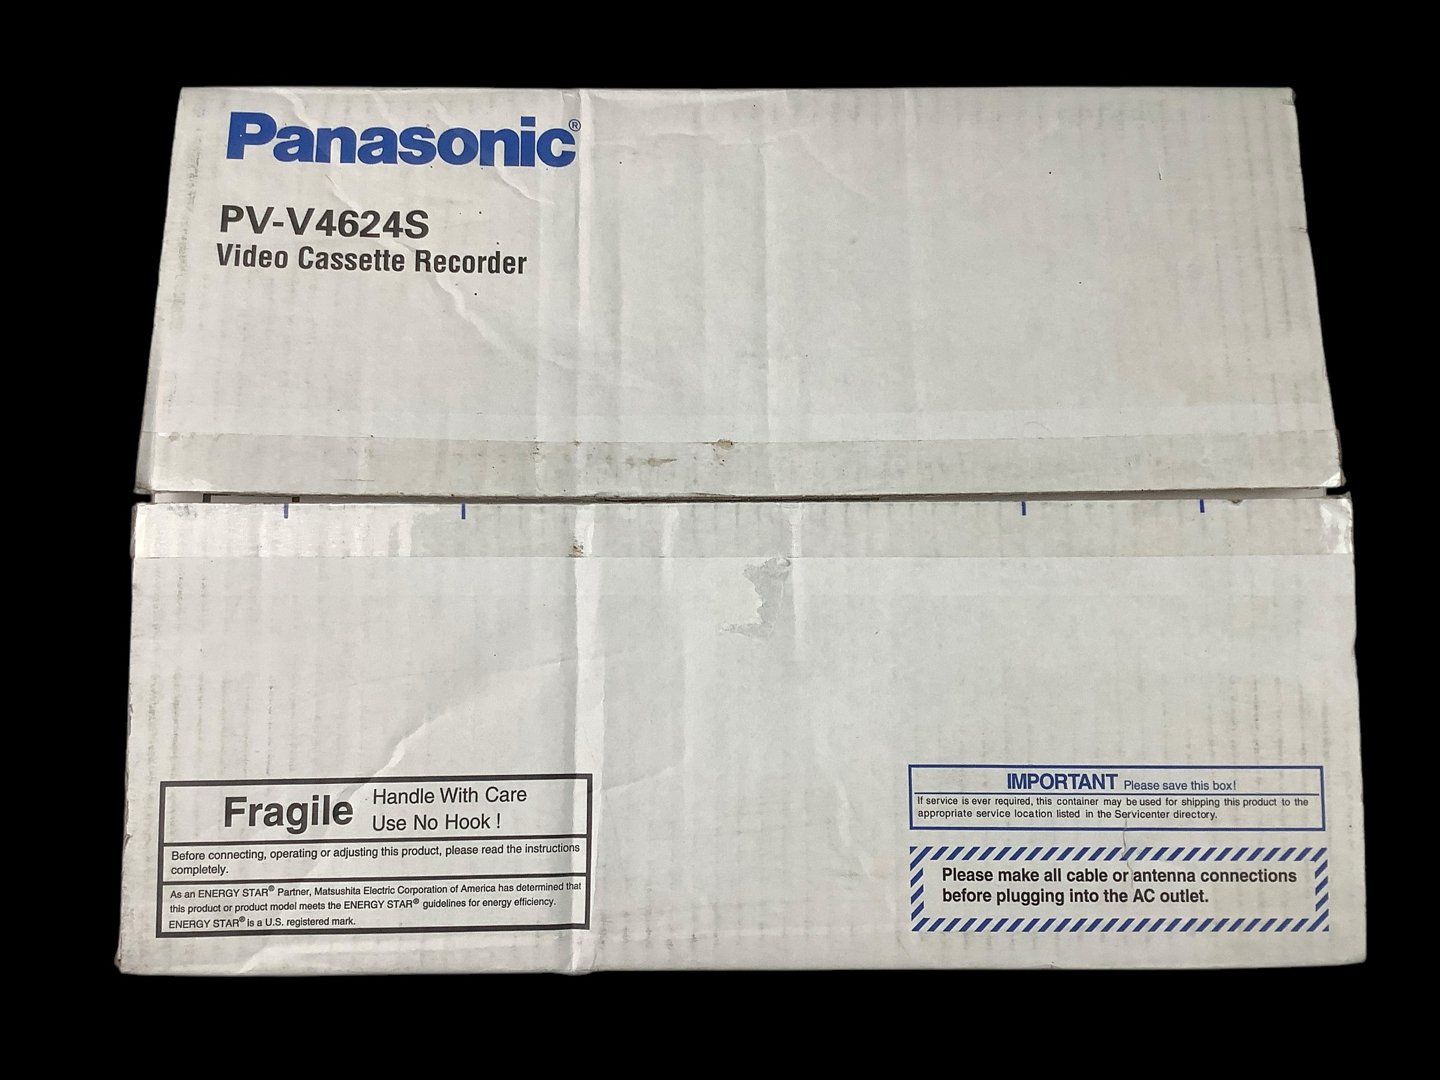 Panasonic®
PV-V4624S
Video Cassette Recorder
Fragile
Handle With Care
Use No Hook !
Before connecting, operating or adjusting this product, please read the instructions
completely.
As an ENERGY STAR® Partner, Matsushita Electric Corporation of America has determined that
this product or product model meets the ENERGY STAR® guidelines for energy efficiency.
ENERGY STAR® is a U.S. registered mark.
IMPORTANT Please save this box!
If service is ever required, this container may be used for shipping this product to the
appropriate service location listed in the Servicenter directory.
Please make all cable or antenna connections
before plugging into the AC outlet.